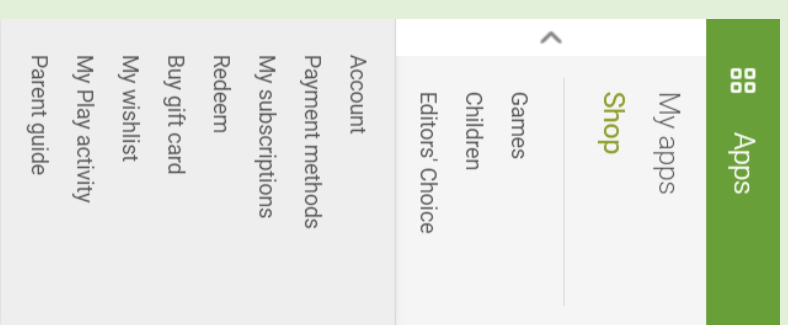 Apps
My apps
Shop
Games
Children
Editors' Choice
Account
Payment methods
My subscriptions
Redeem
Buy gift card
My wishlist
My Play activity
Parent guide